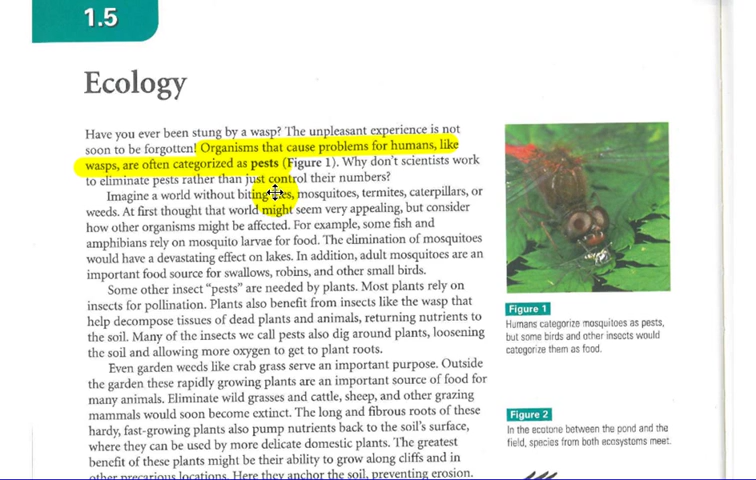 1.5
Ecology
Have you ever been stung by a wasp? The unpleasant experience is not
soon to be forgotten! Organisms that cause problems for humans, like
wasps, are often categorized as pests (Figure 1). Why don't scientists work
to eliminate pests rather than just control their numbers?
Imagine a world without biting flies, mosquitoes, termites, caterpillars, or
weeds. At first thought that world might seem very appealing, but consider
how other organisms might be affected. For example, some fish and
amphibians rely on mosquito larvae for food. The elimination of mosquitoes
would have a devastating effect on lakes. In addition, adult mosquitoes are an
important food source for swallows, robins, and other small birds.
Some other insect "pests" are needed by plants. Most plants rely on
insects for pollination. Plants also benefit from insects like the wasp that
help decompose tissues of dead plants and animals, returning nutrients to
the soil. Many of the insects we call pests also dig around plants, loosening
the soil and allowing more oxygen to get to plant roots.
Even garden weeds like crab grass serve an important purpose. Outside
the garden these rapidly growing plants are an important source of food for
many animals. Eliminate wild grasses and cattle, sheep, and other grazing
mammals would soon become extinct. The long and fibrous roots of these
hardy, fast-growing plants also pump nutrients back to the soil's surface,
where they can be used by more delicate domestic plants. The greatest
benefit of these plants might be their ability to grow along cliffs and in
other precarious locations. Here they anchor the soil, preventing erosion.
Figure 1
Humans categorize mosquitoes as pests,
but some birds and other insects would
categorize them as food.
Figure 2
In the ecotone between the pond and the
field, species from both ecosystems meet.